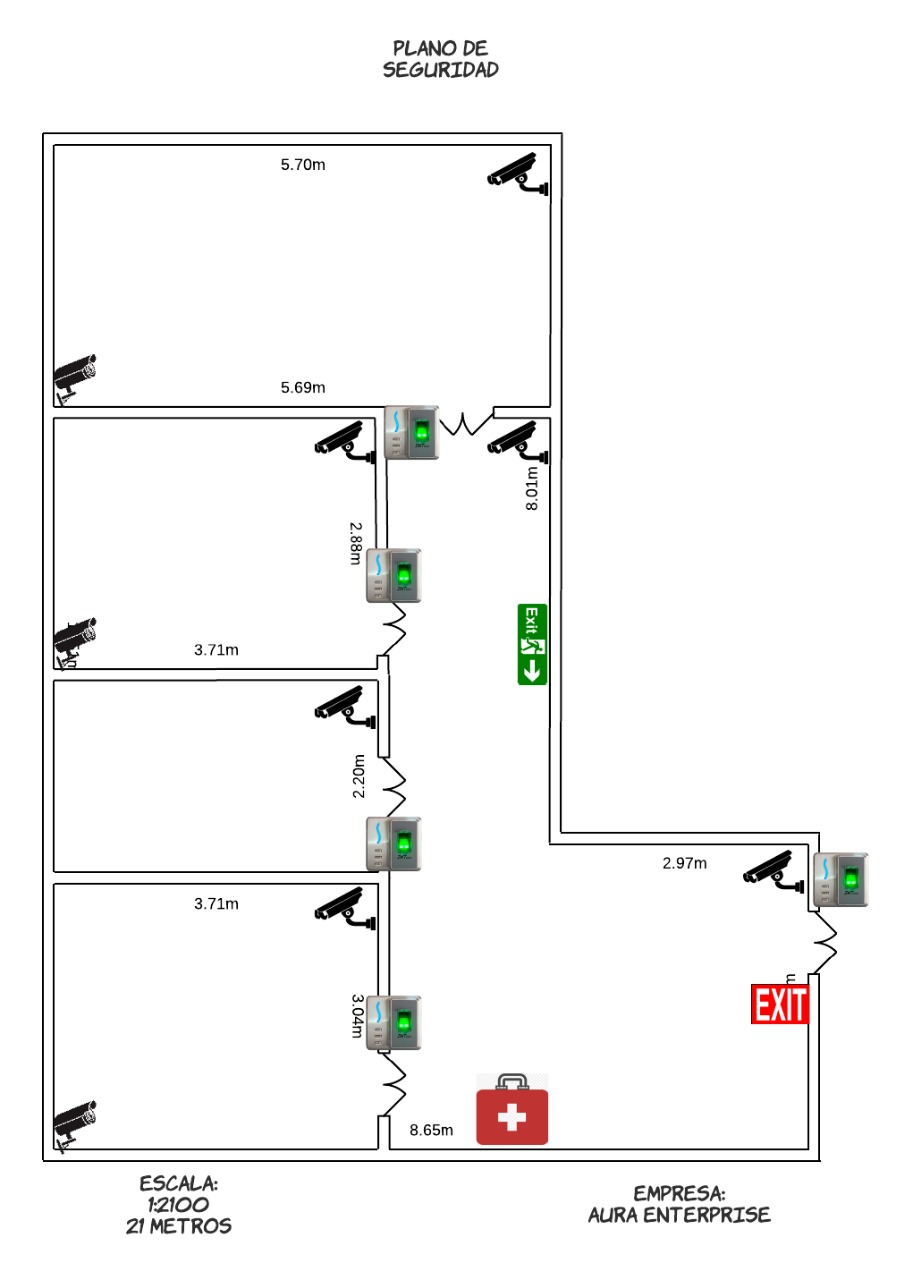 PLANO DE
SEGURIDAD
5.70m
5.69m
8.01m
2.88m
Exit
3.71m
2.20m
2.97m
3.71m
EXIT
3.04m
8.65m
ESCALA:
1:2100
21 METROS
EMPRESA:
AURA ENTERPRISE